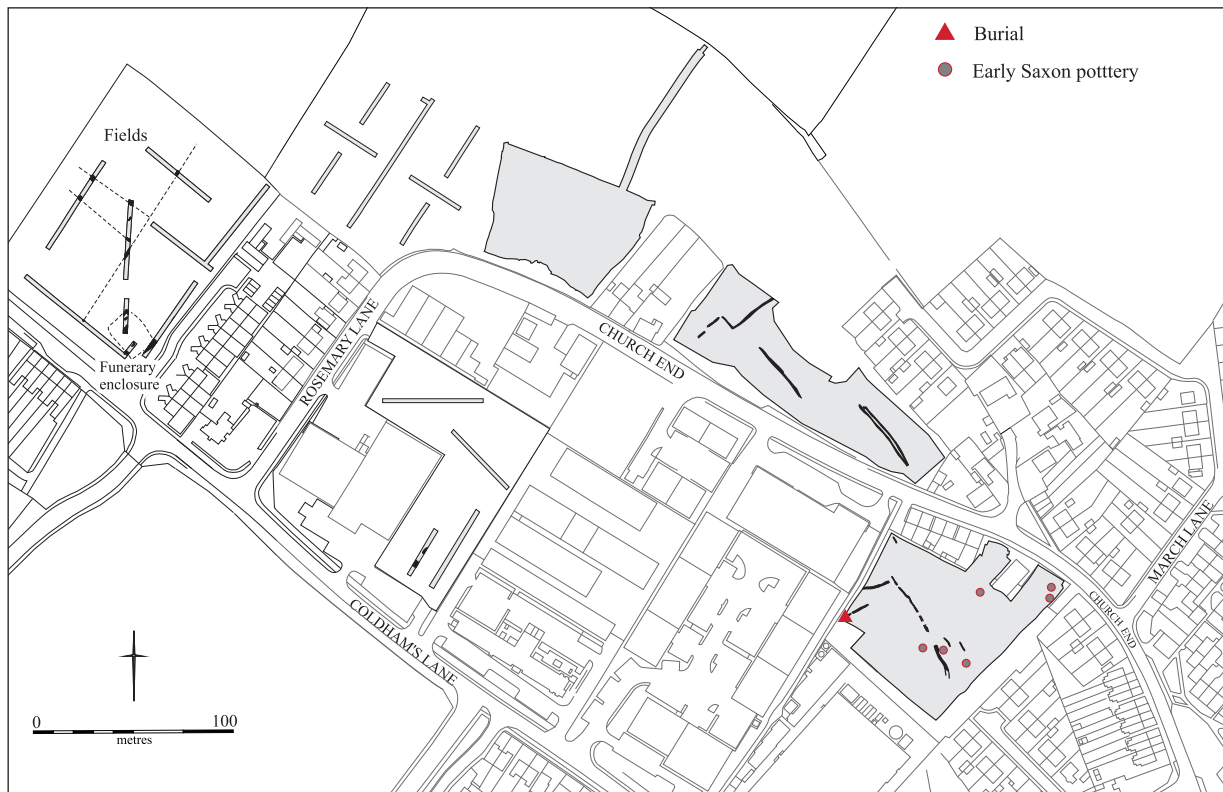 Burial
Early Saxon potttery
Fields
Funerary
enclosure
ROSEMARY LANE
CHURCH END
MARCH LANE
CHURCH END
COLDHAM'S LANE
0 100
metres